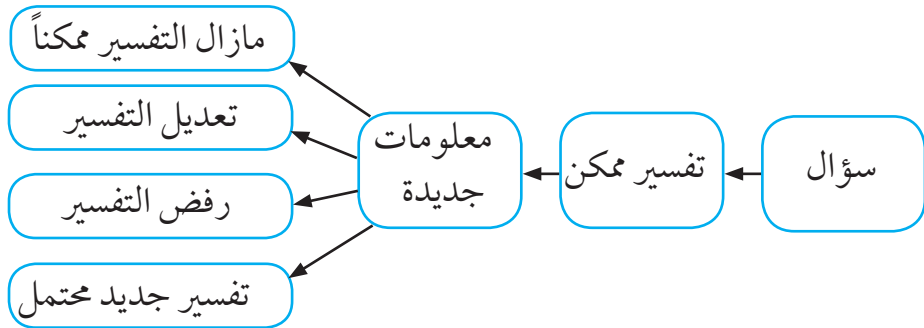 سؤال
تفسير ممكن
معلومات
جديدة
مازال التفسير ممكناً
تعديل التفسير
رفض التفسير
تفسير جديد محتمل